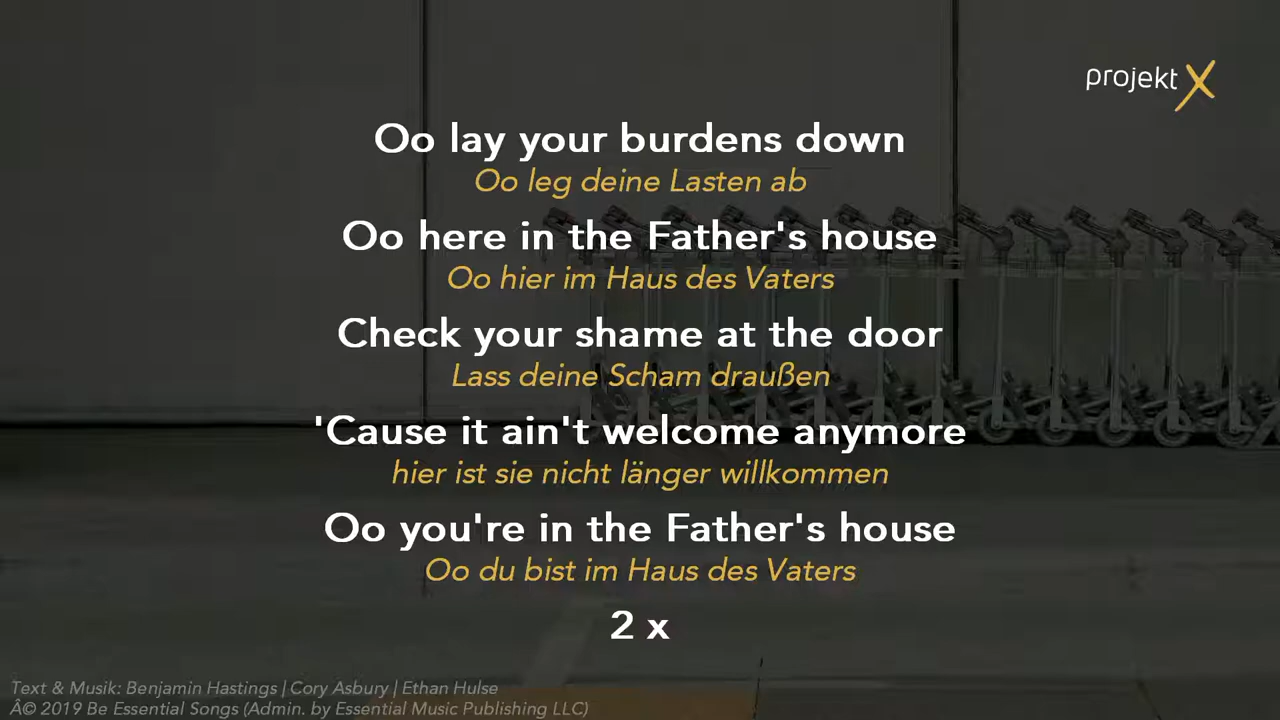 projekt X
Oo lay your burdens down
Oo leg deine Lasten ab
Oo here in the Father's house
Oo hier im Haus des Vaters
Check your shame at the door
Lass deine Scham draußen
'Cause it ain't welcome anymore
hier ist sie nicht länger willkommen
Oo you're in the Father's house
Oo du bist im Haus des Vaters
2 x
Text & Musik: Benjamin Hastings | Cory Asbury | Ethan Hulse
Â© 2019 Be Essential Songs (Admin. by Essential Music Publishing LLC)